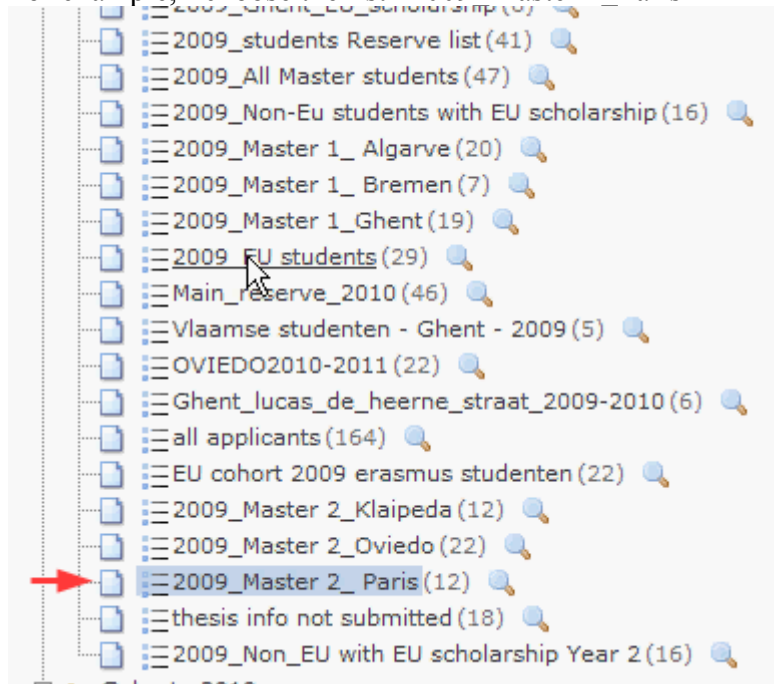 2009_Ghent_EU_scholarship (6)
2009_students Reserve list (41)
2009_All Master students (47)
2009_Non-Eu students with EU scholarship (16)
2009_Master 1_ Algarve (20)
2009_Master 1_ Bremen (7)
2009_Master 1_Ghent (19)
2009_EU students (29)
Main_reserve_2010 (46)
Vlaamse studenten - Ghent - 2009 (5)
OVIEDO2010-2011 (22)
Ghent_lucas_de_heerne_straat_2009-2010 (6)
all applicants (164)
EU cohort 2009 erasmus studenten (22)
2009_Master 2_Klaipeda (12)
2009_Master 2_Oviedo (22)
2009_Master 2_ Paris (12)
thesis info not submitted (18)
2009_Non_EU with EU scholarship Year 2 (16)